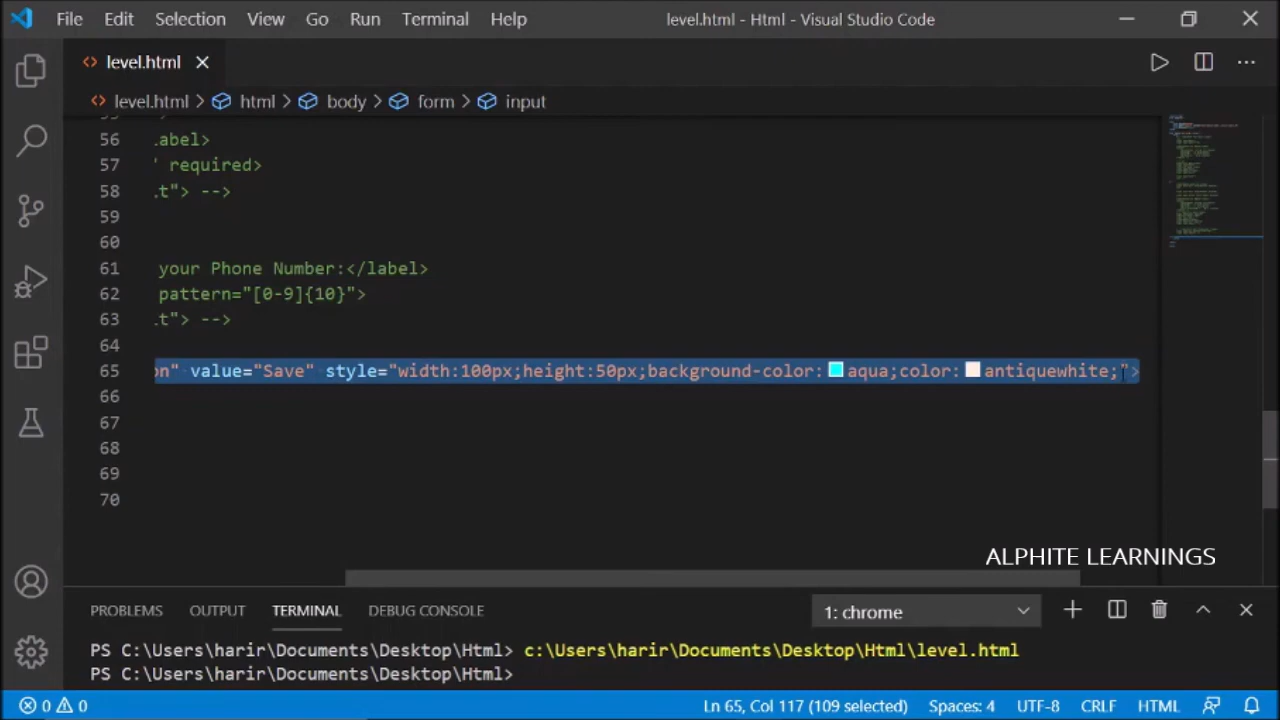 File Edit Selection View Go Run Terminal Help level.html - Html - Visual Studio Code
level.html
level.html > html > body > form > input
56 .abel>
57 ' required>
58 .t"> -->
59
60
61 your Phone Number:</label>
62 pattern="[0-9]{10}">
63 .t"> -->
64
65 on" value="Save" style="width:100px;height:50px;background-color:aqua;color:antiquewhite;">
66
67
68
69
70
ALPHITE LEARNINGS
PROBLEMS OUTPUT TERMINAL DEBUG CONSOLE 1: chrome
PS C:\Users\harir\Documents\Desktop\Html> c:\Users\harir\Documents\Desktop\Html\level.html
PS C:\Users\harir\Documents\Desktop\Html>
0 0 Ln 65, Col 117 (109 selected) Spaces: 4 UTF-8 CRLF HTML